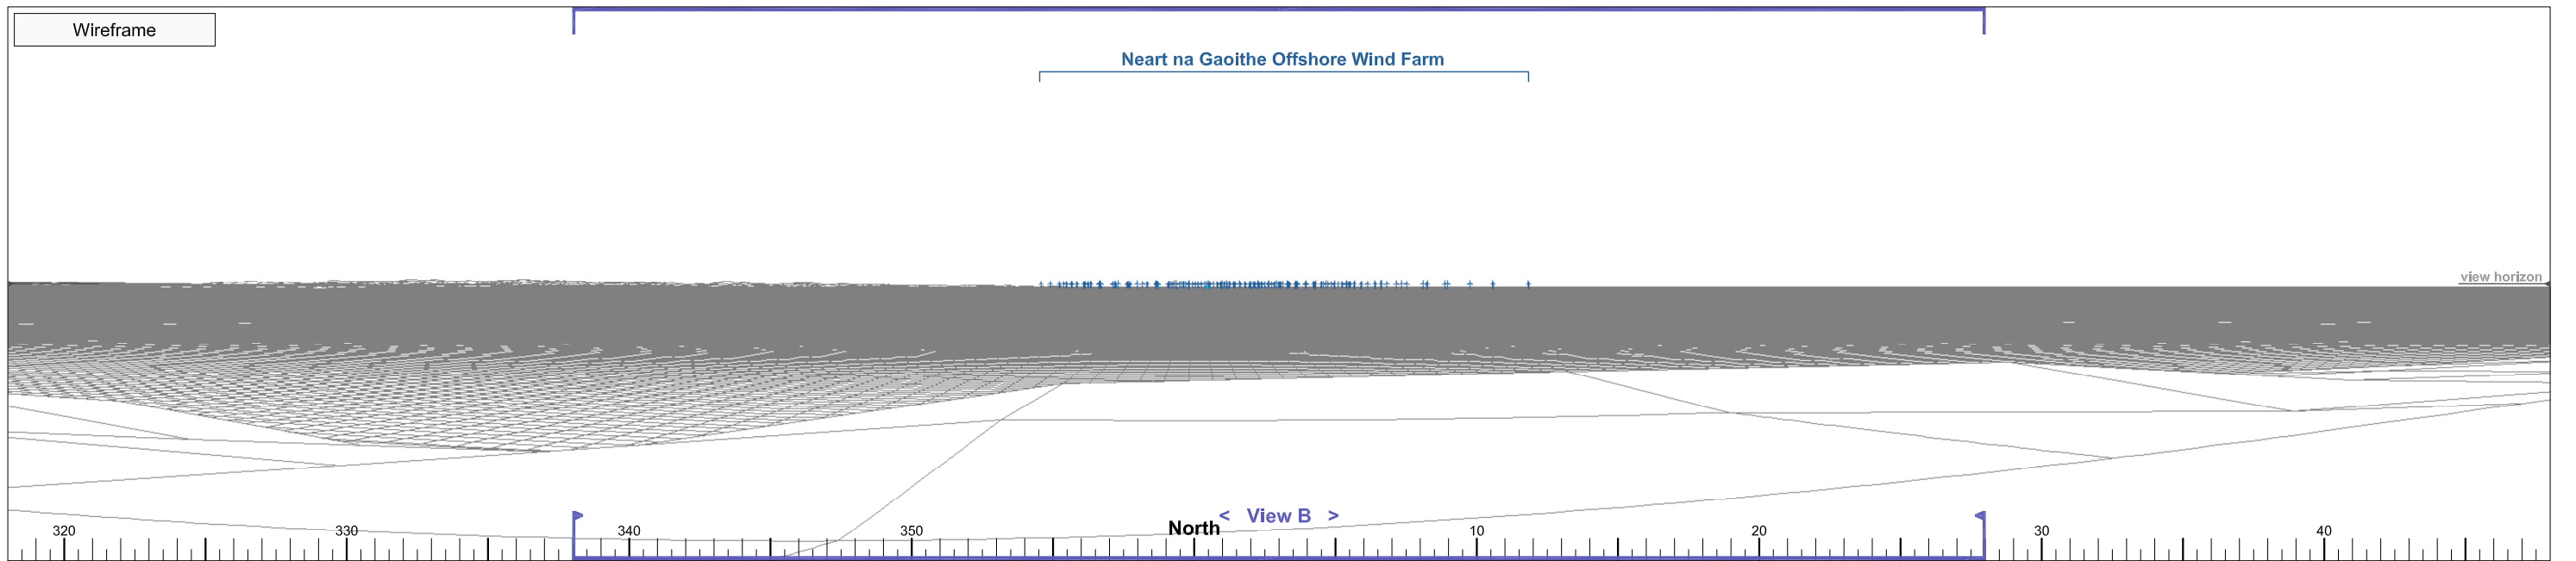 Wireframe
Neart na Gaoithe Offshore Wind Farm
view horizon
< View B >
320 330 340 350 North 10 20 30 40